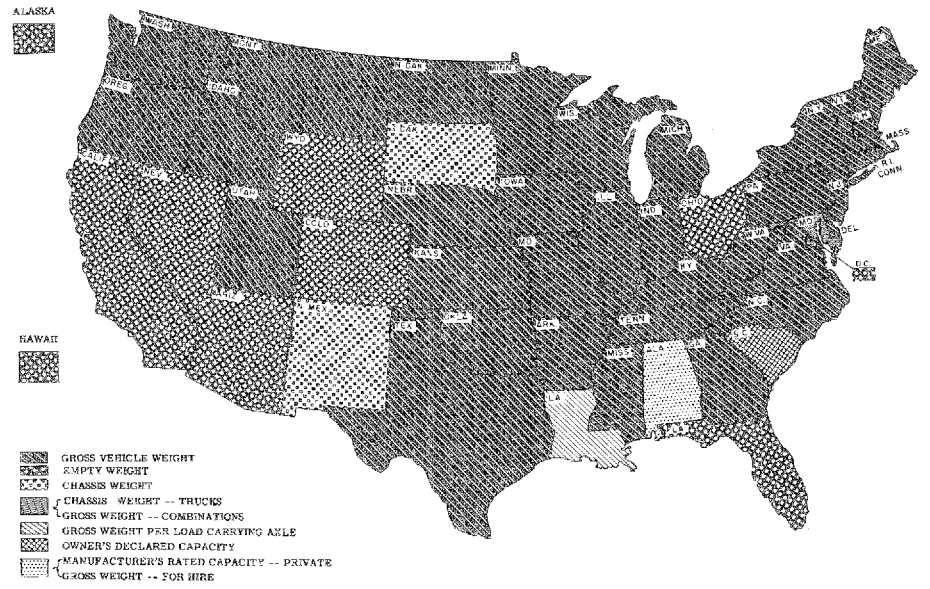 ALASKA
WASH
MONT
N DAK
MINN.
ME
OREG
IDAHO
WIS
MICH
N.Y.
VT
N.H.
MASS
R.I.
CONN.
WYO
S DAK
CALIF
NEV
UTAH
NEBR
IOWA
ILL
IND
OHIO
PA
N.J.
COLO
KANS
MO
KY
W.VA
VA
MD
DEL
D.C.
ARIZ
N MEX
TEX
OKLA
ARK
TENN
N.C.
S.C.
MISS
ALA
GA
LA
FLA
HAWAII
GROSS VEHICLE WEIGHT
EMPTY WEIGHT
CHASSIS WEIGHT
CHASSIS WEIGHT -- TRUCKS
GROSS WEIGHT -- COMBINATIONS
GROSS WEIGHT PER LOAD CARRYING AXLE
OWNER'S DECLARED CAPACITY
MANUFACTURER'S RATED CAPACITY -- PRIVATE
GROSS WEIGHT -- FOR HIRE